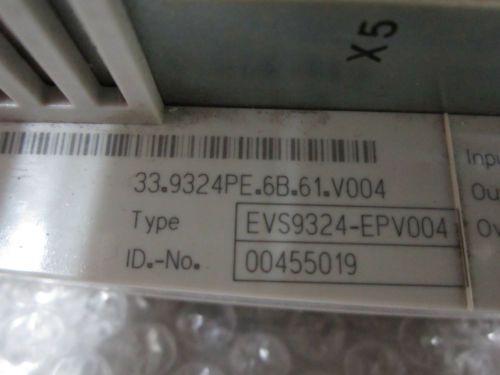 X5
33.9324PE.6B.61.V004
Type EVS9324-EPV004
ID.-No. 00455019